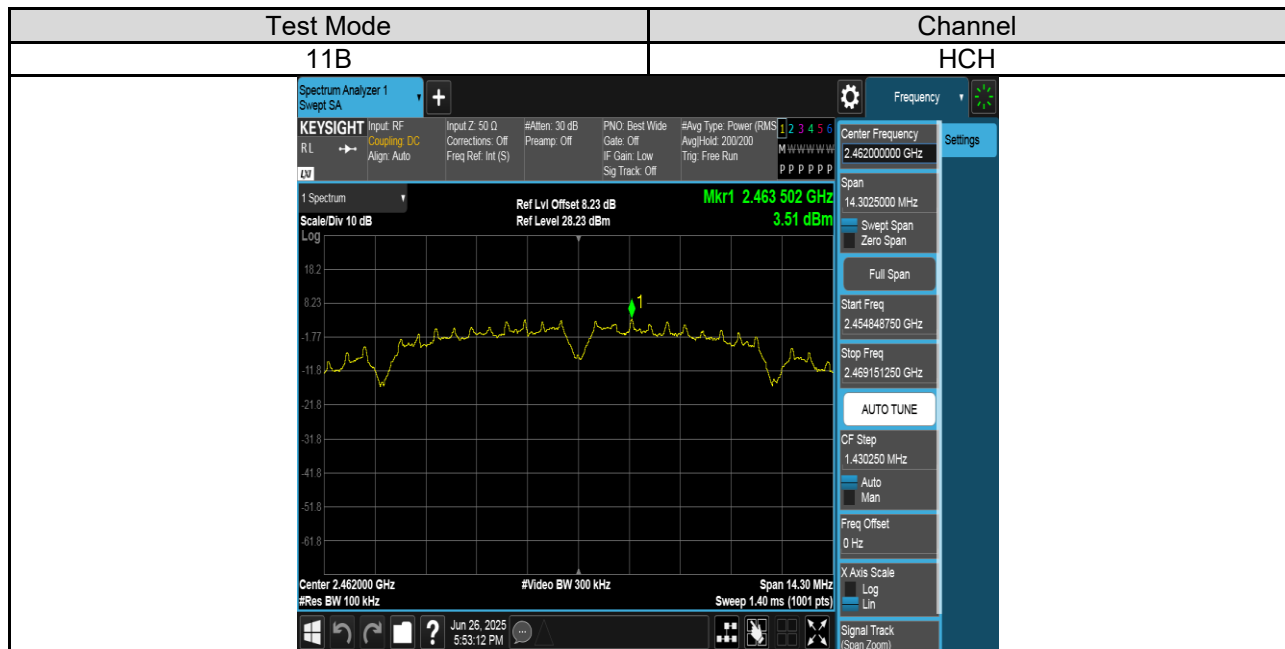 Test Mode Channel
11B HCH
Spectrum Analyzer 1
Swept SA
+
Frequency
KEYSIGHT
RL
LXI
Input: RF
Coupling: DC
Align: Auto
Input Z: 50 Ω
Corrections: Off
Freq Ref: Int (S)
#Atten: 30 dB
Preamp: Off
PNO: Best Wide
Gate: Off
IF Gain: Low
Sig Track: Off
#Avg Type: Power (RMS
Avg|Hold: 200/200
Trig: Free Run
1 2 3 4 5 6
M W W W W W
P P P P P P
1 Spectrum
Scale/Div 10 dB
Log
Ref Lvl Offset 8.23 dB
Ref Level 28.23 dBm
Mkr1 2.463 502 GHz
3.51 dBm
18.2
8.23
-1.77
-11.8
-21.8
-31.8
-41.8
-51.8
-61.8
1
Center 2.462000 GHz
#Res BW 100 kHz
#Video BW 300 kHz
Span 14.30 MHz
Sweep 1.40 ms (1001 pts)
Center Frequency
2.462000000 GHz
Settings
Span
14.3025000 MHz
Swept Span
Zero Span
Full Span
Start Freq
2.454848750 GHz
Stop Freq
2.469151250 GHz
AUTO TUNE
CF Step
1.430250 MHz
Auto
Man
Freq Offset
0 Hz
X Axis Scale
Log
Lin
Signal Track
(Span Zoom)
?
Jun 26, 2025
5:53:12 PM